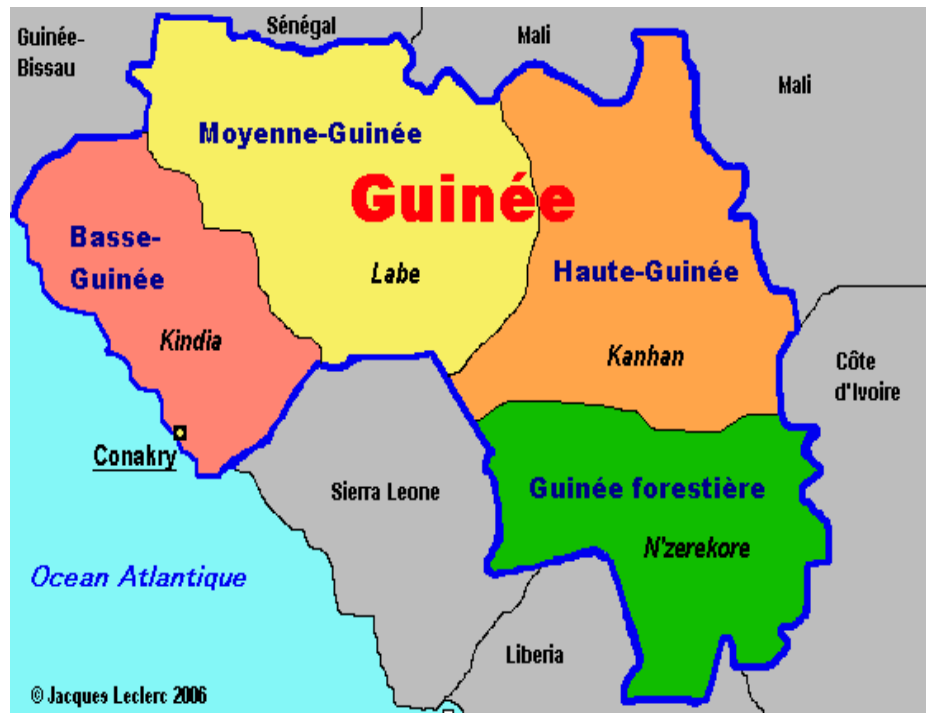 Guinée-
Bissau
Sénégal
Mali
Mali
Moyenne-Guinée
Guinée
Basse-
Guinée
Labe
Haute-Guinée
Kindia
Kanhan
Côte
d'Ivoire
Conakry
Sierra Leone
Guinée forestière
N'zerekore
Ocean Atlantique
Liberia
© Jacques Leclerc 2006